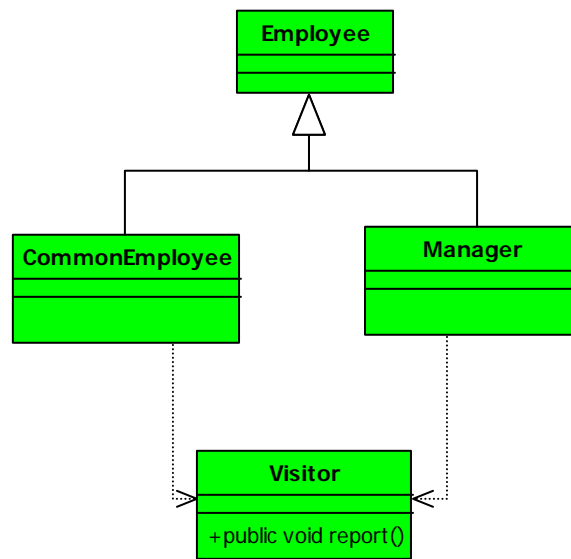 Employee
CommonEmployee
Manager
Visitor
+public void report()